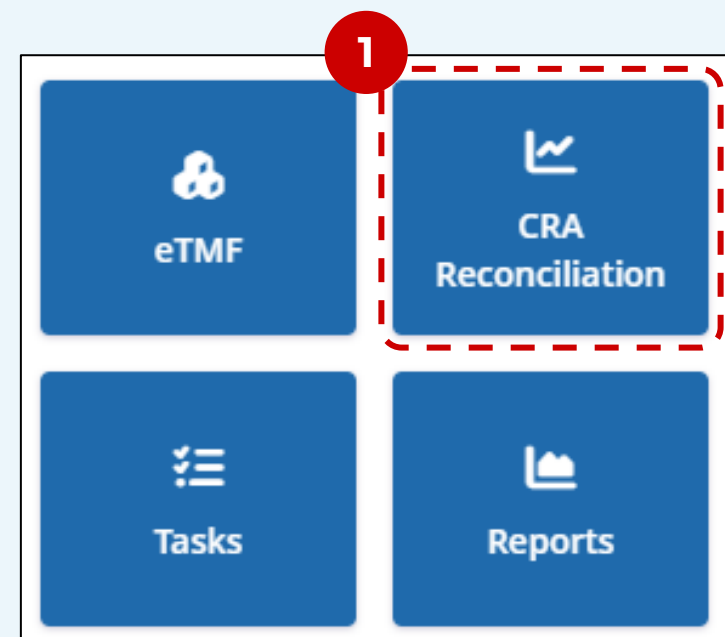 1
eTMF
CRA
Reconciliation
Tasks
Reports